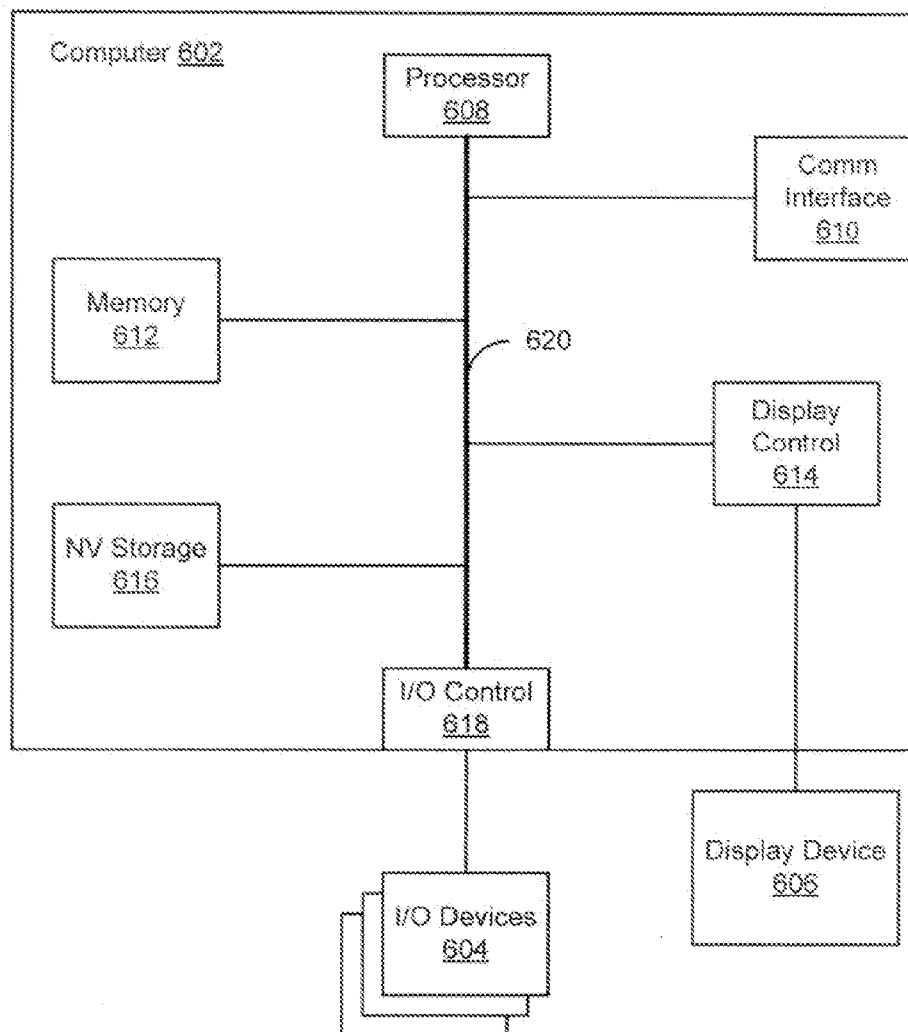 Computer 602
Processor
608
Comm
Interface
610
Memory
612
620
Display
Control
614
NV Storage
616
I/O Control
618
Display Device
606
I/O Devices
604